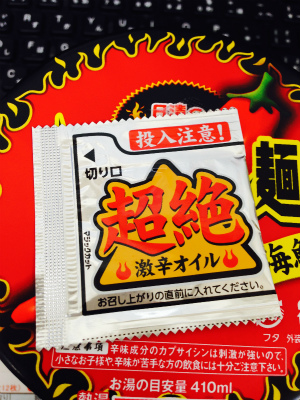 投入注意!
切り口
超絶
激辛オイル
マジックカット
お召し上がりの直前に入れてください。
麺
海鮮
フタ
外装
辛味成分のカプサイシンは刺激が強いので、
小さなお子様や、辛味が苦手な方の飲食には十分ご注意下さい。
お湯の目安量 410ml